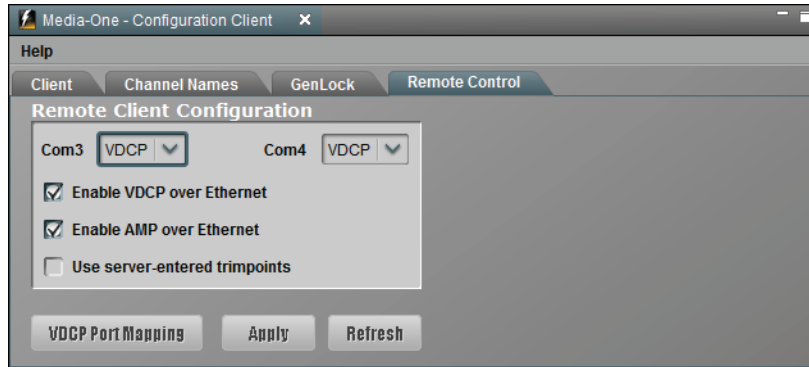 Media-One - Configuration Client
Help
Client Channel Names GenLock Remote Control
Remote Client Configuration
Com3 VDCP Com4 VDCP
Enable VDCP over Ethernet
Enable AMP over Ethernet
Use server-entered trimpoints
VDCP Port Mapping Apply Refresh